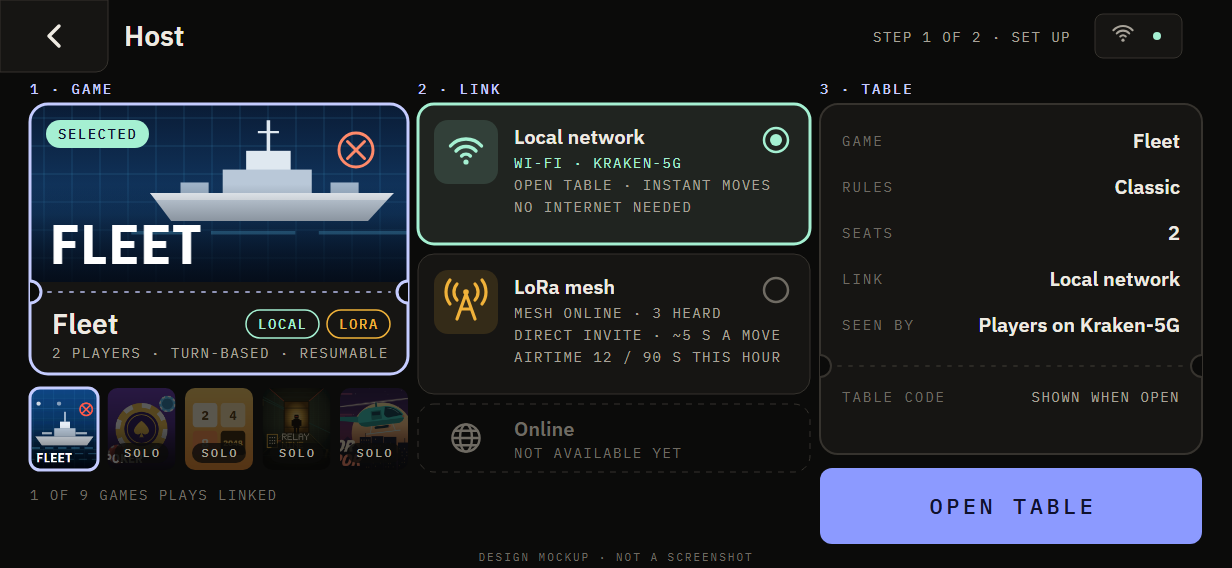 Host
STEP 1 OF 2 · SET UP
1 · GAME
SELECTED
FLEET
Fleet
LOCAL
LORA
2 PLAYERS · TURN-BASED · RESUMABLE
FLEET
SOLO
2 4
SOLO
RELAY
SOLO
SOLO
1 OF 9 GAMES PLAYS LINKED
2 · LINK
Local network
WI-FI · KRAKEN-5G
OPEN TABLE · INSTANT MOVES
NO INTERNET NEEDED
LoRa mesh
MESH ONLINE · 3 HEARD
DIRECT INVITE · ~5 S A MOVE
AIRTIME 12 / 90 S THIS HOUR
Online
NOT AVAILABLE YET
3 · TABLE
GAME Fleet
RULES Classic
SEATS 2
LINK Local network
SEEN BY Players on Kraken-5G
TABLE CODE SHOWN WHEN OPEN
OPEN TABLE
DESIGN MOCKUP · NOT A SCREENSHOT